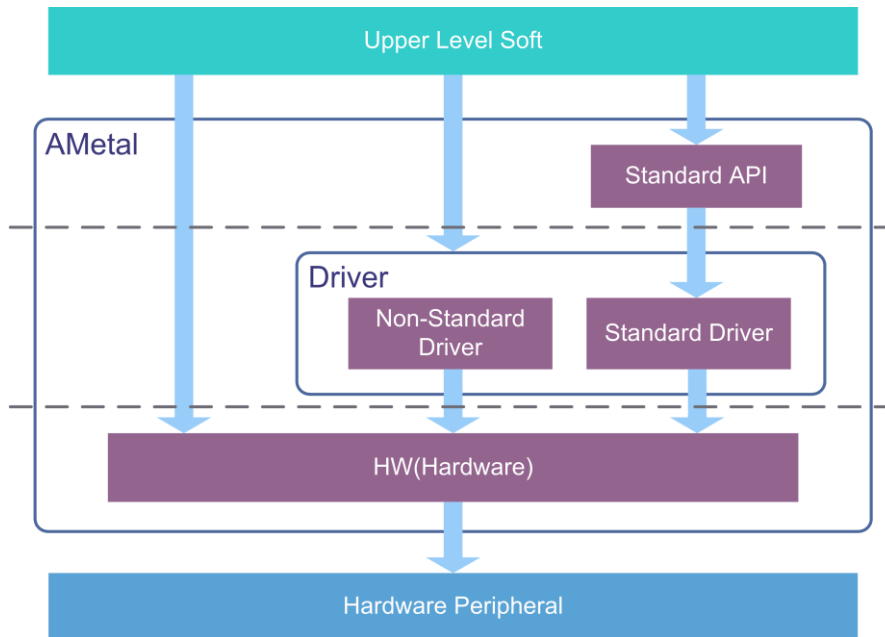 Upper Level Soft
AMetal
Standard API
Driver
Non-Standard
Driver
Standard Driver
HW(Hardware)
Hardware Peripheral